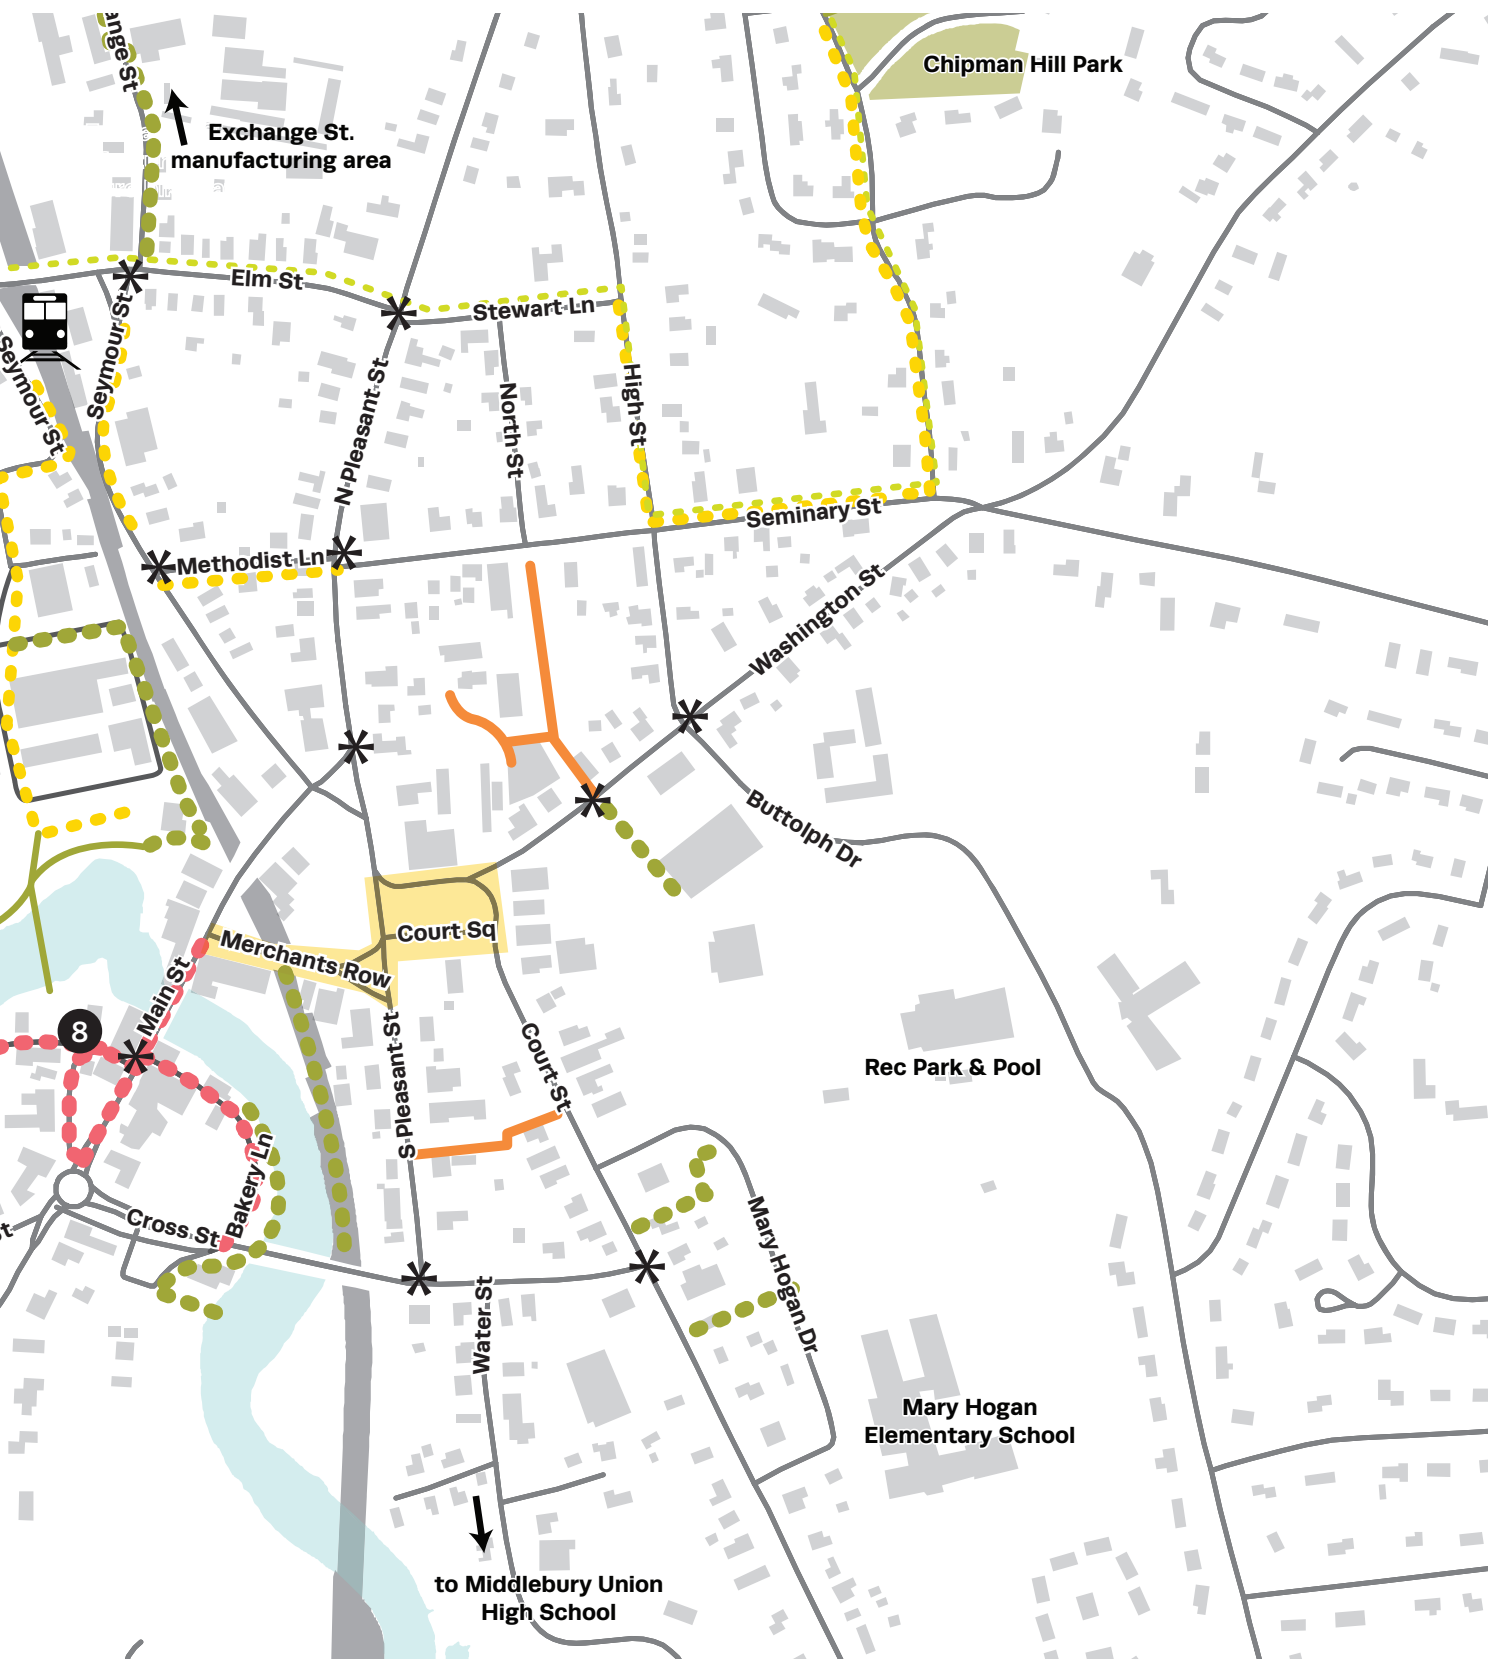 ange St
Chipman Hill Park
Exchange St.
manufacturing area
Elm St
Stewart Ln
Seymour St
Seymour St
N Pleasant St
North St
High St
Seminary St
Methodist Ln
Washington St
Buttolph Dr
Court Sq
Merchants Row
Main St
8
Court St
S Pleasant St
Rec Park & Pool
Bakery Ln
Cross St
St
Mary Hogan Dr
Water St
Mary Hogan
Elementary School
to Middlebury Union
High School